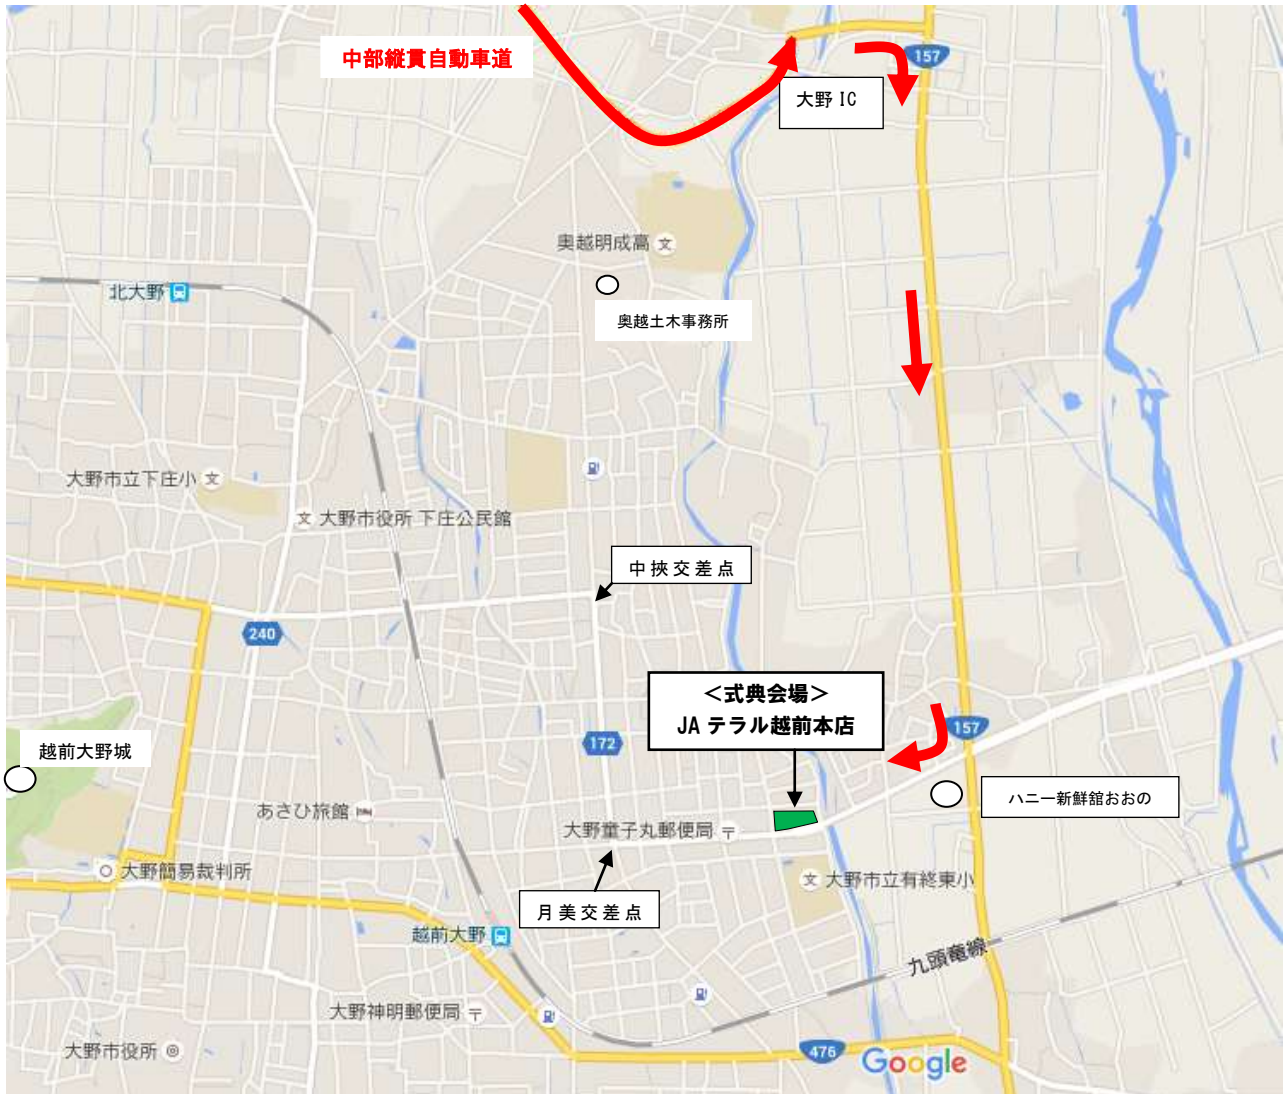 中部縦貫自動車道
157
大野 IC
奥越明成高 文
北大野
奥越土木事務所
大野市立下庄小 文
文 大野市役所 下庄公民館
中挾交差点
240
＜式典会場＞
JA テラル越前本店
157
172
越前大野城
ハニー新鮮舘おおの
あさひ旅館
大野童子丸郵便局 〒
大野簡易裁判所
文 大野市立有終東小
月美交差点
越前大野
九頭竜線
大野神明郵便局 〒
大野市役所
476
Google